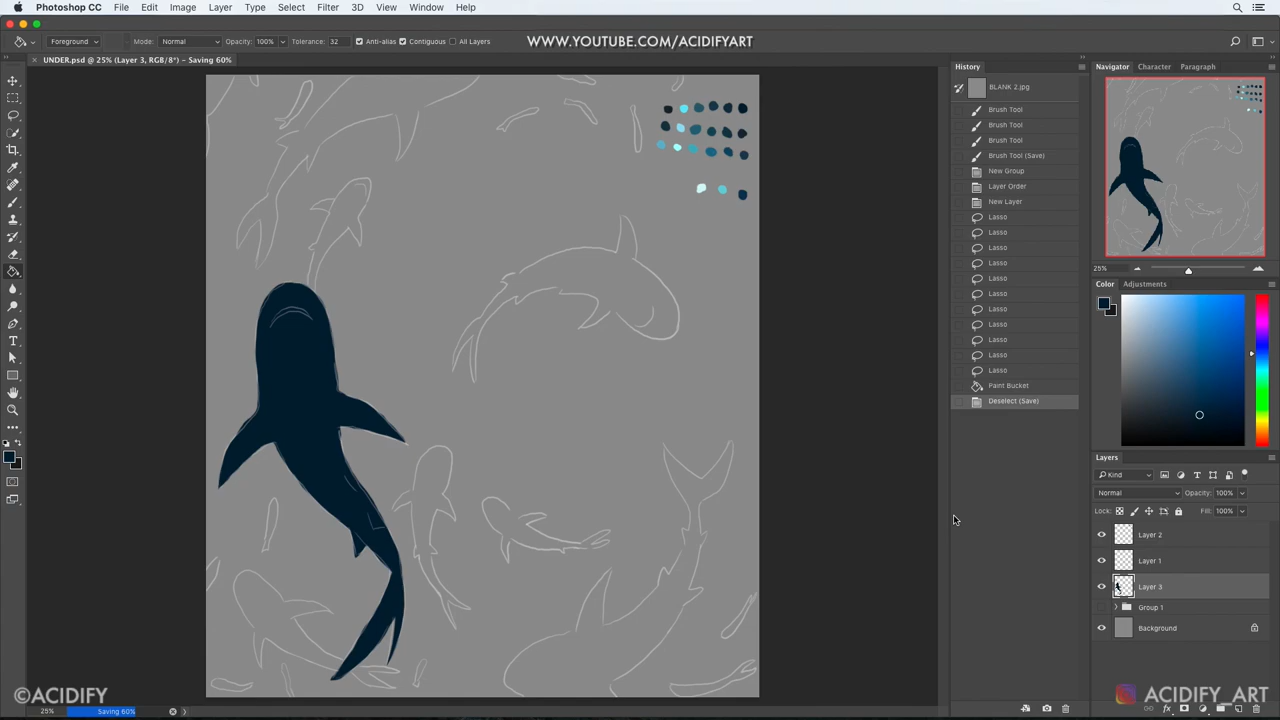 Photoshop CC File Edit Image Layer Type Select Filter 3D View Window Help
Foreground Mode: Normal Opacity: 100% Tolerance: 32 Anti-alias Contiguous All Layers
WWW.YOUTUBE.COM/ACIDIFYART
UNDER.psd @ 25% (Layer 3, RGB/8*) - Saving 60%
History
BLANK 2.jpg
Brush Tool
Brush Tool
Brush Tool
Brush Tool (Save)
New Group
Layer Order
New Layer
Lasso
Lasso
Lasso
Lasso
Lasso
Lasso
Lasso
Lasso
Lasso
Lasso
Lasso
Paint Bucket
Deselect (Save)
Navigator Character Paragraph
25%
Color Adjustments
Layers
Kind
Normal Opacity: 100%
Lock: Fill: 100%
Layer 2
Layer 1
Layer 3
Group 1
Background
©ACIDIFY
ACIDIFY_ART
25% Saving 60%